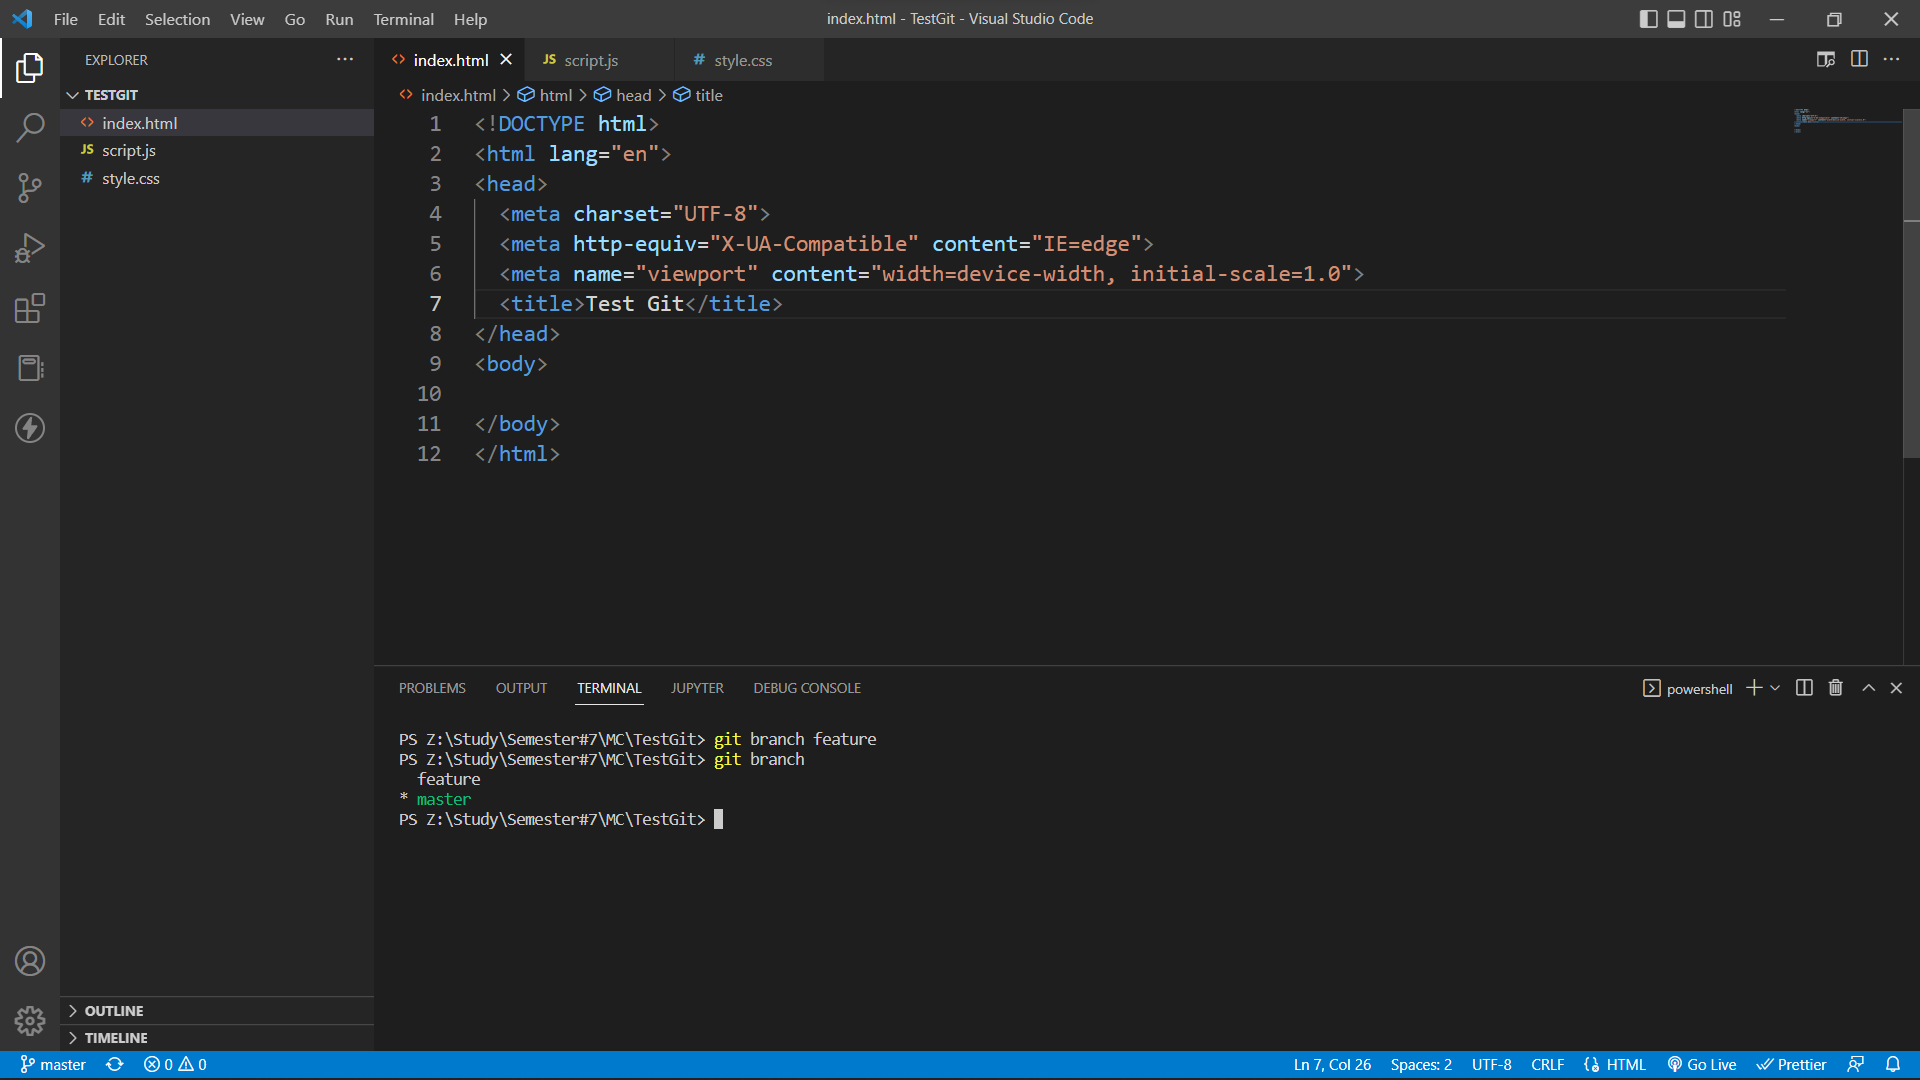 File Edit Selection View Go Run Terminal Help
index.html - TestGit - Visual Studio Code
EXPLORER
TESTGIT
index.html
JS script.js
# style.css
OUTLINE
TIMELINE
index.html
JS script.js
# style.css
index.html > html > head > title
1 <!DOCTYPE html>
2 <html lang="en">
3 <head>
4 <meta charset="UTF-8">
5 <meta http-equiv="X-UA-Compatible" content="IE=edge">
6 <meta name="viewport" content="width=device-width, initial-scale=1.0">
7 <title>Test Git</title>
8 </head>
9 <body>
10
11 </body>
12 </html>
PROBLEMS OUTPUT TERMINAL JUPYTER DEBUG CONSOLE
powershell
PS Z:\Study\Semester#7\MC\TestGit> git branch feature
PS Z:\Study\Semester#7\MC\TestGit> git branch
feature
* master
PS Z:\Study\Semester#7\MC\TestGit>
master 0 0 Ln 7, Col 26 Spaces: 2 UTF-8 CRLF {} HTML Go Live Prettier